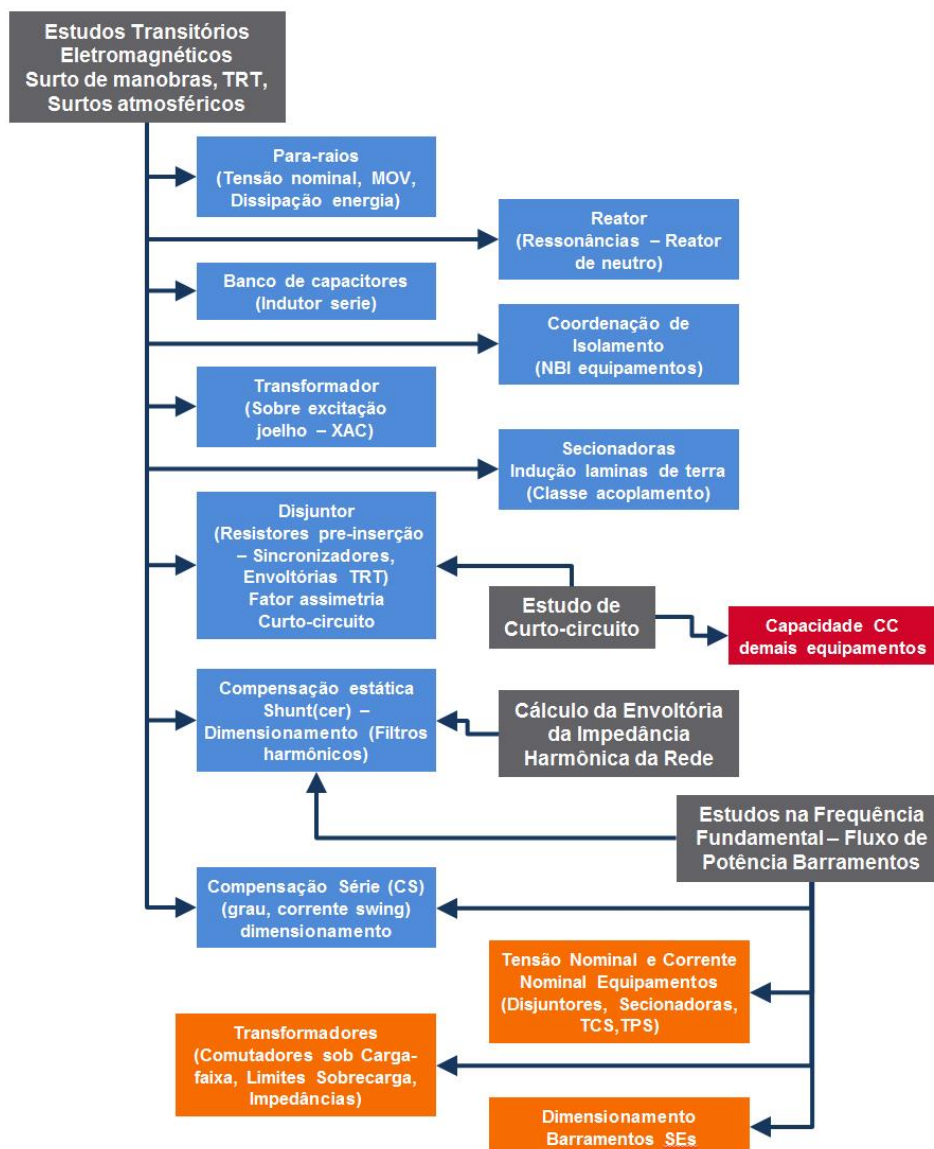 Estudos Transitórios
Eletromagnéticos
Surto de manobras, TRT,
Surtos atmosféricos
Para-raios
(Tensão nominal, MOV,
Dissipação energia)
Reator
(Ressonâncias – Reator
de neutro)
Banco de capacitores
(Indutor serie)
Coordenação de
Isolamento
(NBI equipamentos)
Transformador
(Sobre excitação
joelho – XAC)
Secionadoras
Indução laminas de terra
(Classe acoplamento)
Disjuntor
(Resistores pre-inserção
– Sincronizadores,
Envoltórias TRT)
Fator assimetria
Curto-circuito
Estudo de
Curto-circuito
Capacidade CC
demais equipamentos
Compensação estática
Shunt(cer) –
Dimensionamento (Filtros
harmônicos)
Cálculo da Envoltória
da Impedância
Harmônica da Rede
Estudos na Frequência
Fundamental – Fluxo de
Potência Barramentos
Compensação Série (CS)
(grau, corrente swing)
dimensionamento
Tensão Nominal e Corrente
Nominal Equipamentos
(Disjuntores, Secionadoras,
TCS,TPS)
Transformadores
(Comutadores sob Carga-
faixa, Limites Sobrecarga,
Impedâncias)
Dimensionamento
Barramentos SEs